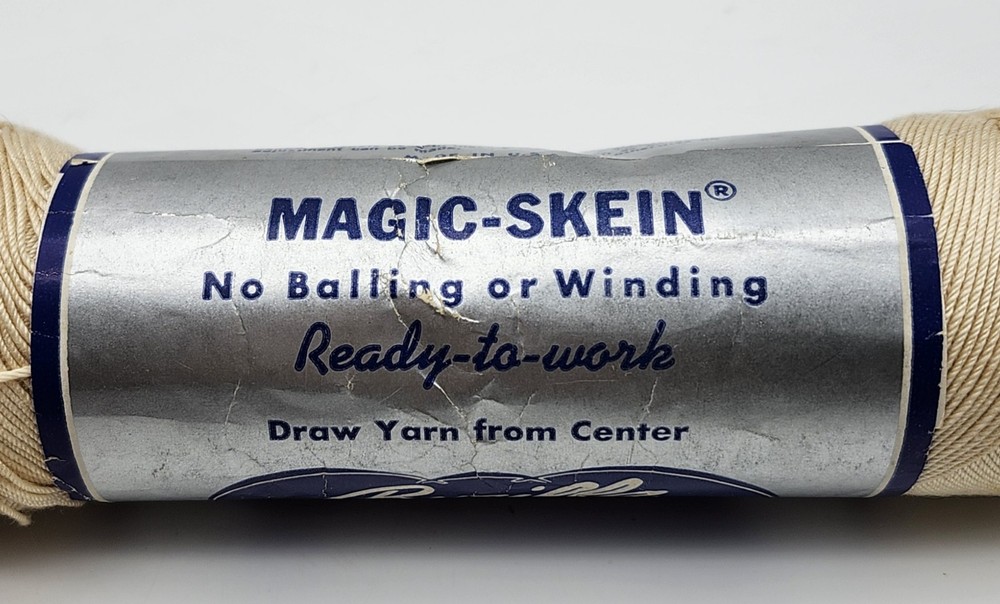 MAGIC-SKEIN®
No Balling or Winding
Ready-to-work
Draw Yarn from Center